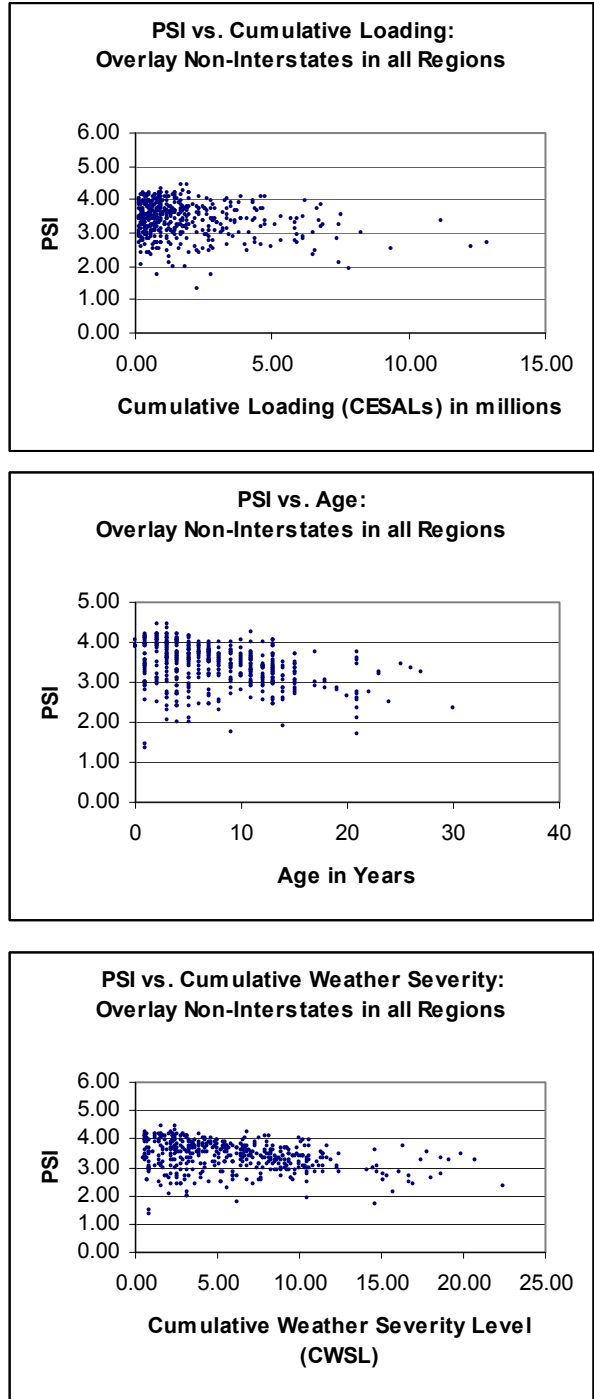 PSI vs. Cumulative Loading:
Overlay Non-Interstates in all Regions
6.00
5.00
4.00
3.00
2.00
1.00
0.00
PSI
0.00 5.00 10.00 15.00
Cumulative Loading (CESALs) in millions
PSI vs. Age:
Overlay Non-Interstates in all Regions
5.00
4.00
3.00
2.00
1.00
0.00
PSI
0 10 20 30 40
Age in Years
PSI vs. Cumulative Weather Severity:
Overlay Non-Interstates in all Regions
6.00
5.00
4.00
3.00
2.00
1.00
0.00
PSI
0.00 5.00 10.00 15.00 20.00 25.00
Cumulative Weather Severity Level
(CWSL)